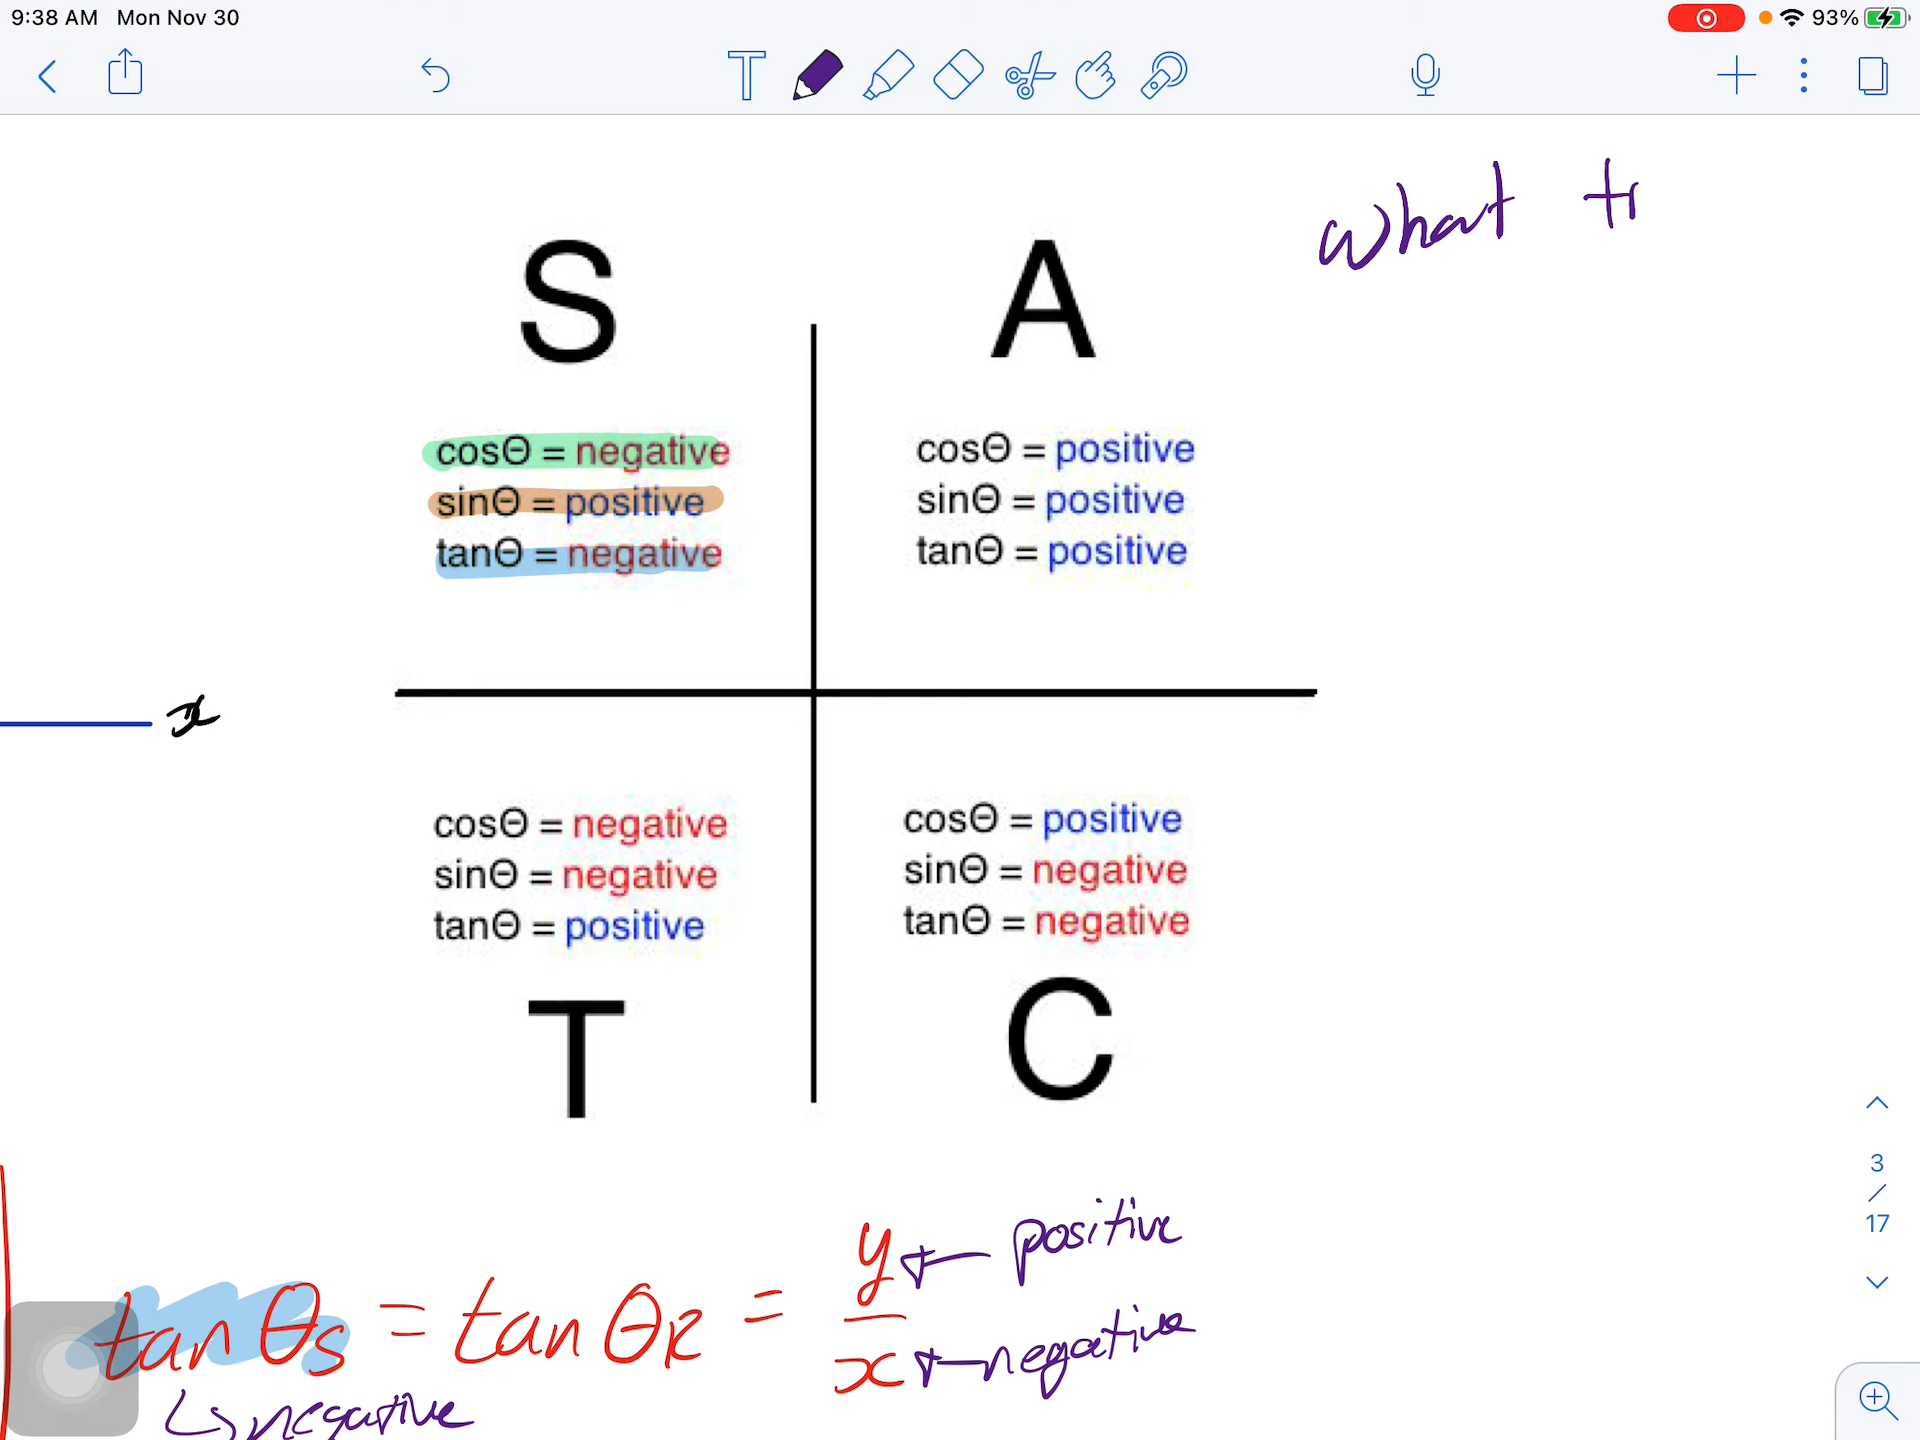 9:38 AM Mon Nov 30
93%
T
what tr
S
A
cosΘ = negative
sinΘ = positive
tanΘ = negative
cosΘ = positive
sinΘ = positive
tanΘ = positive
x
cosΘ = negative
sinΘ = negative
tanΘ = positive
cosΘ = positive
sinΘ = negative
tanΘ = negative
T
C
3
/
17
tan θs = tan θR = y/x
y ← positive
x ← negative
↳ negative